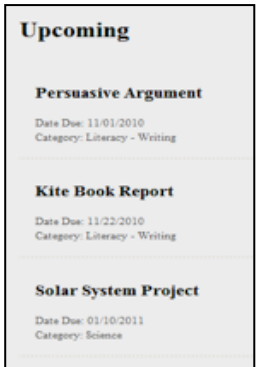 Upcoming
Persuasive Argument
Date Due: 11/01/2010
Category: Literacy - Writing
Kite Book Report
Date Due: 11/22/2010
Category: Literacy - Writing
Solar System Project
Date Due: 01/10/2011
Category: Science